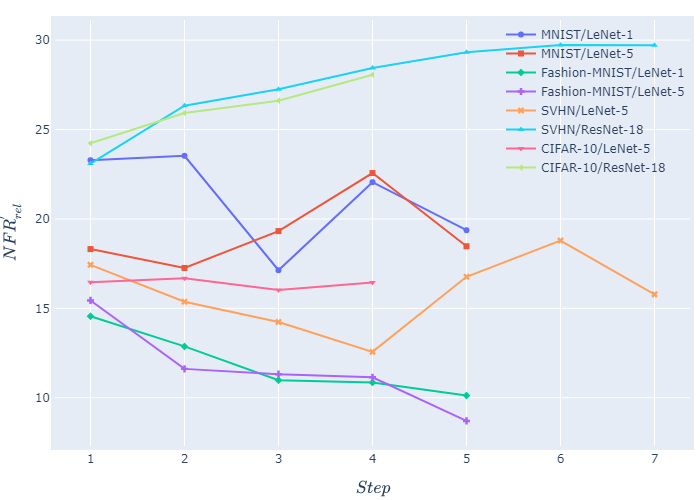 30
25
20
15
10
NFR′rel
1 2 3 4 5 6 7
Step
MNIST/LeNet-1
MNIST/LeNet-5
Fashion-MNIST/LeNet-1
Fashion-MNIST/LeNet-5
SVHN/LeNet-5
SVHN/ResNet-18
CIFAR-10/LeNet-5
CIFAR-10/ResNet-18